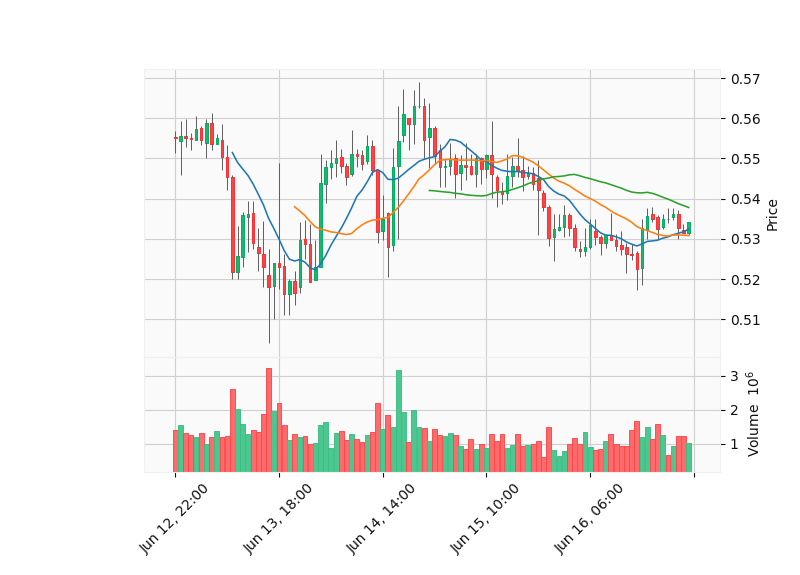 0.57
0.56
0.55
0.54
0.53
0.52
0.51
Price
3
2
1
Volume 10^6
Jun 12, 22:00
Jun 13, 18:00
Jun 14, 14:00
Jun 15, 10:00
Jun 16, 06:00